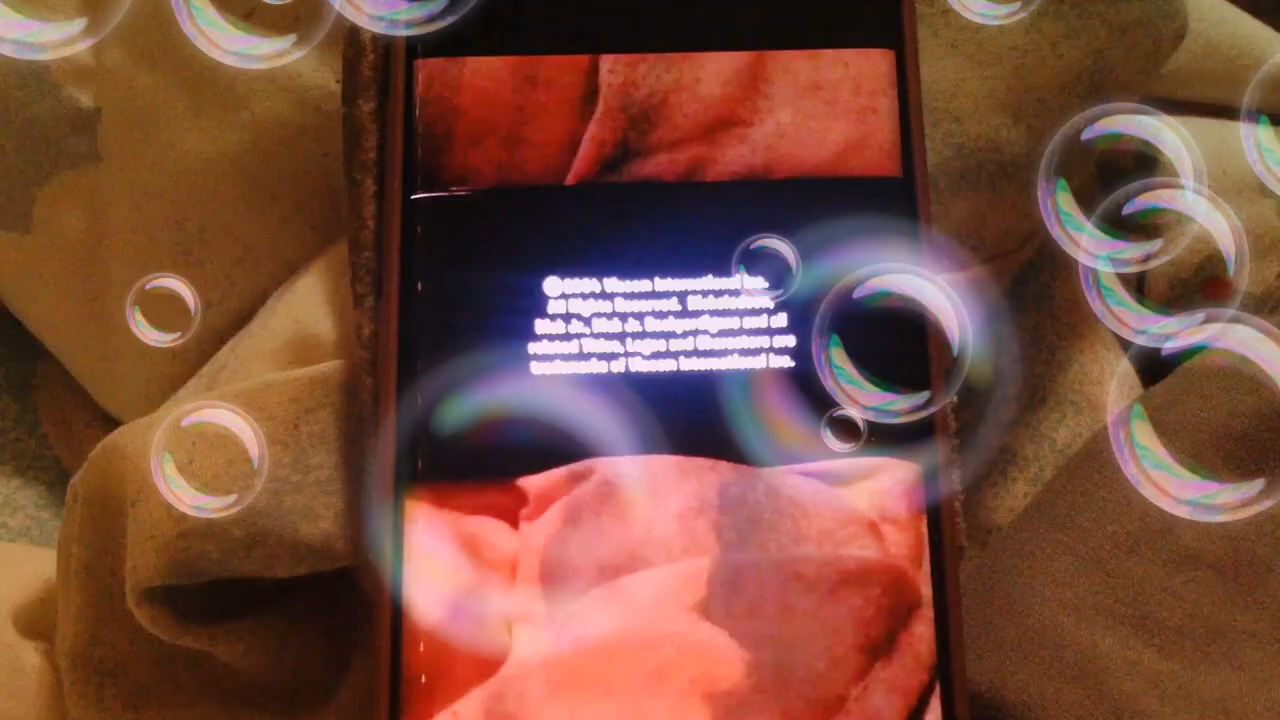 Viacom International Inc.
All Rights Reserved. Nickelodeon,
Nick Jr., Nick Jr. Designs and all
related Titles, Logos and Characters are
trademarks of Viacom International Inc.